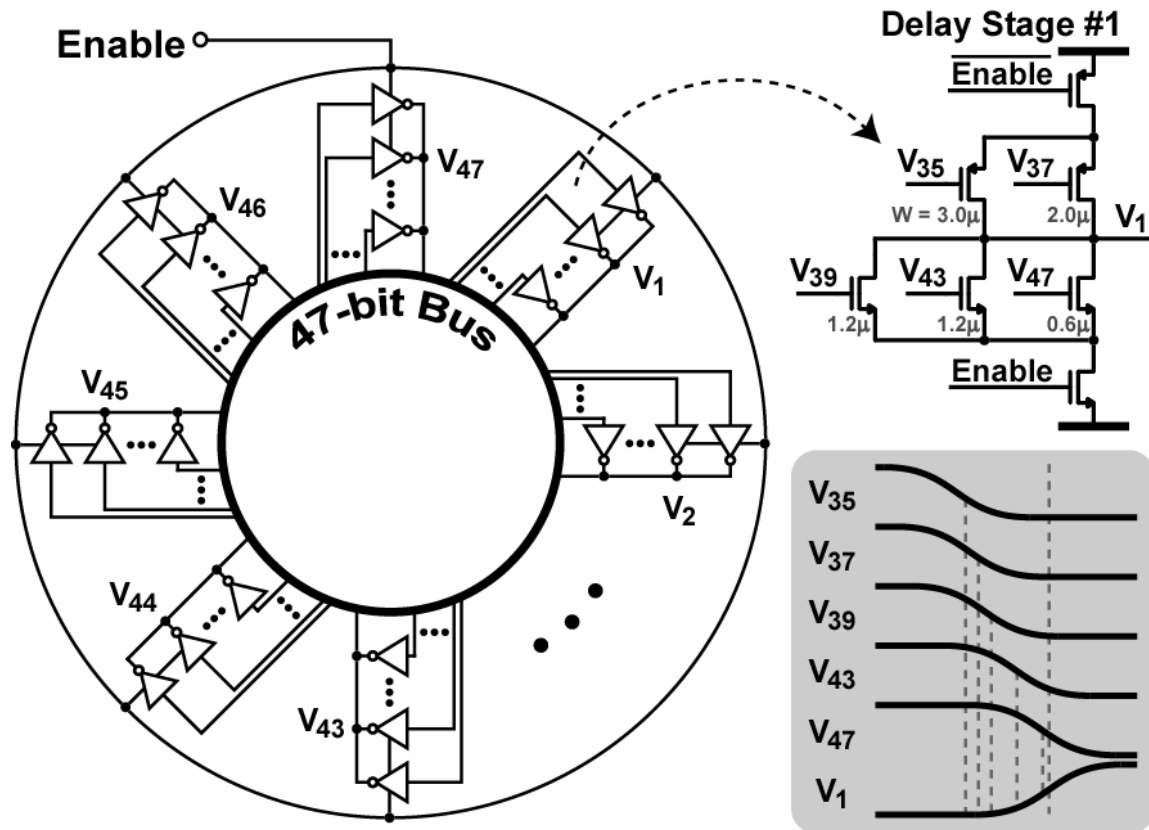 Enable
Delay Stage #1
Enable
V35
V37
W = 3.0µ
2.0µ
V1
V39
V43
V47
1.2µ
1.2µ
0.6µ
Enable
V47
V46
V1
47-bit Bus
V45
V2
V44
V43
V35
V37
V39
V43
V47
V1